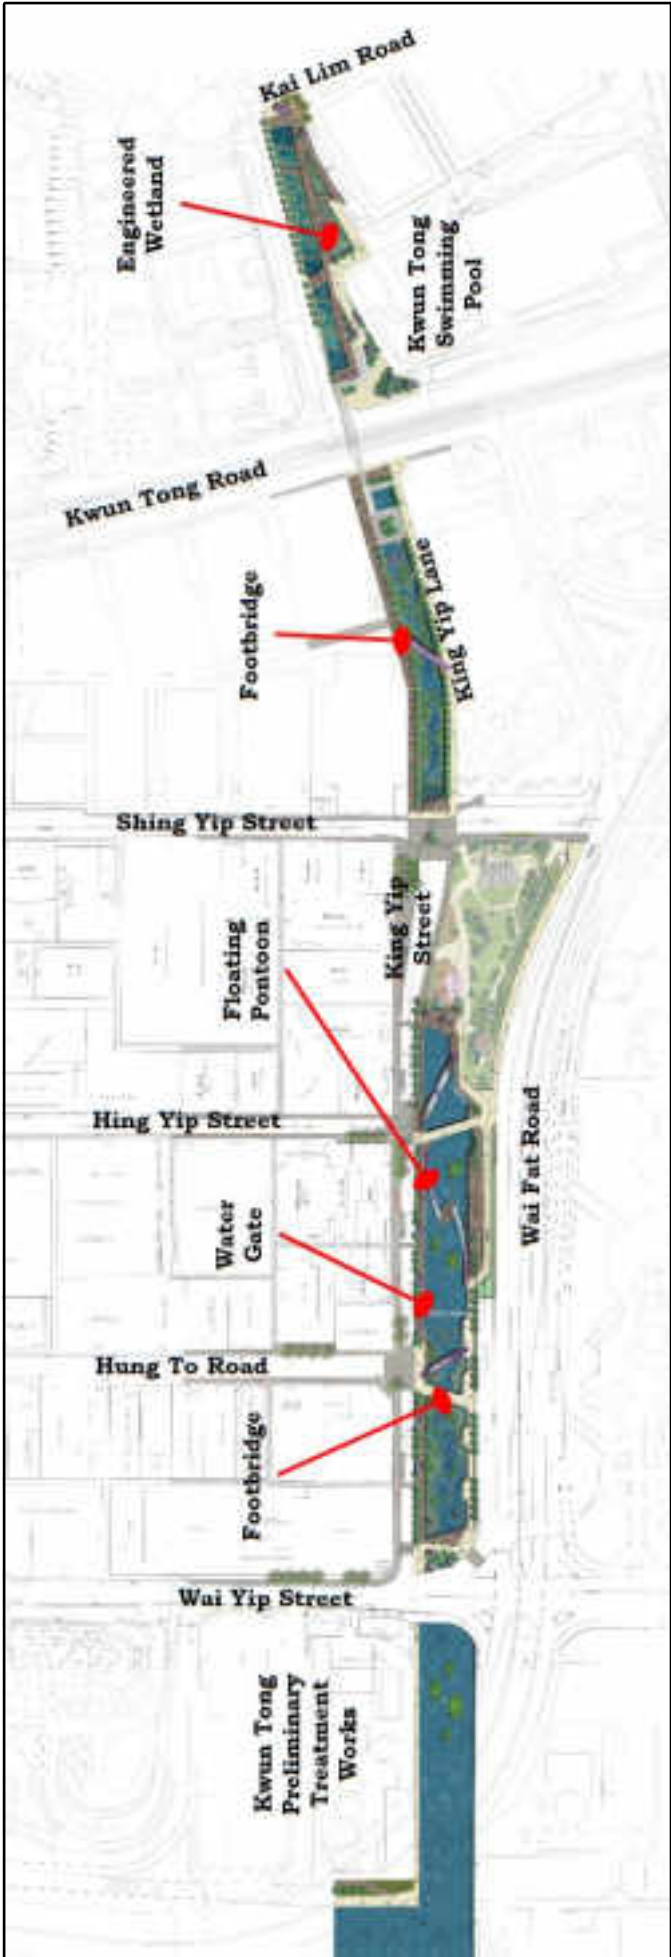 Kai Lim Road
Engineered
Wetland
Kwun Tong
Swimming
Pool
Kwun Tong Road
Footbridge
King Yip Lane
Shing Yip Street
King Yip
Street
Floating
Pontoon
Hing Yip Street
Wai Fat Road
Water
Gate
Hung To Road
Footbridge
Wai Yip Street
Kwun Tong
Preliminary
Treatment
Works